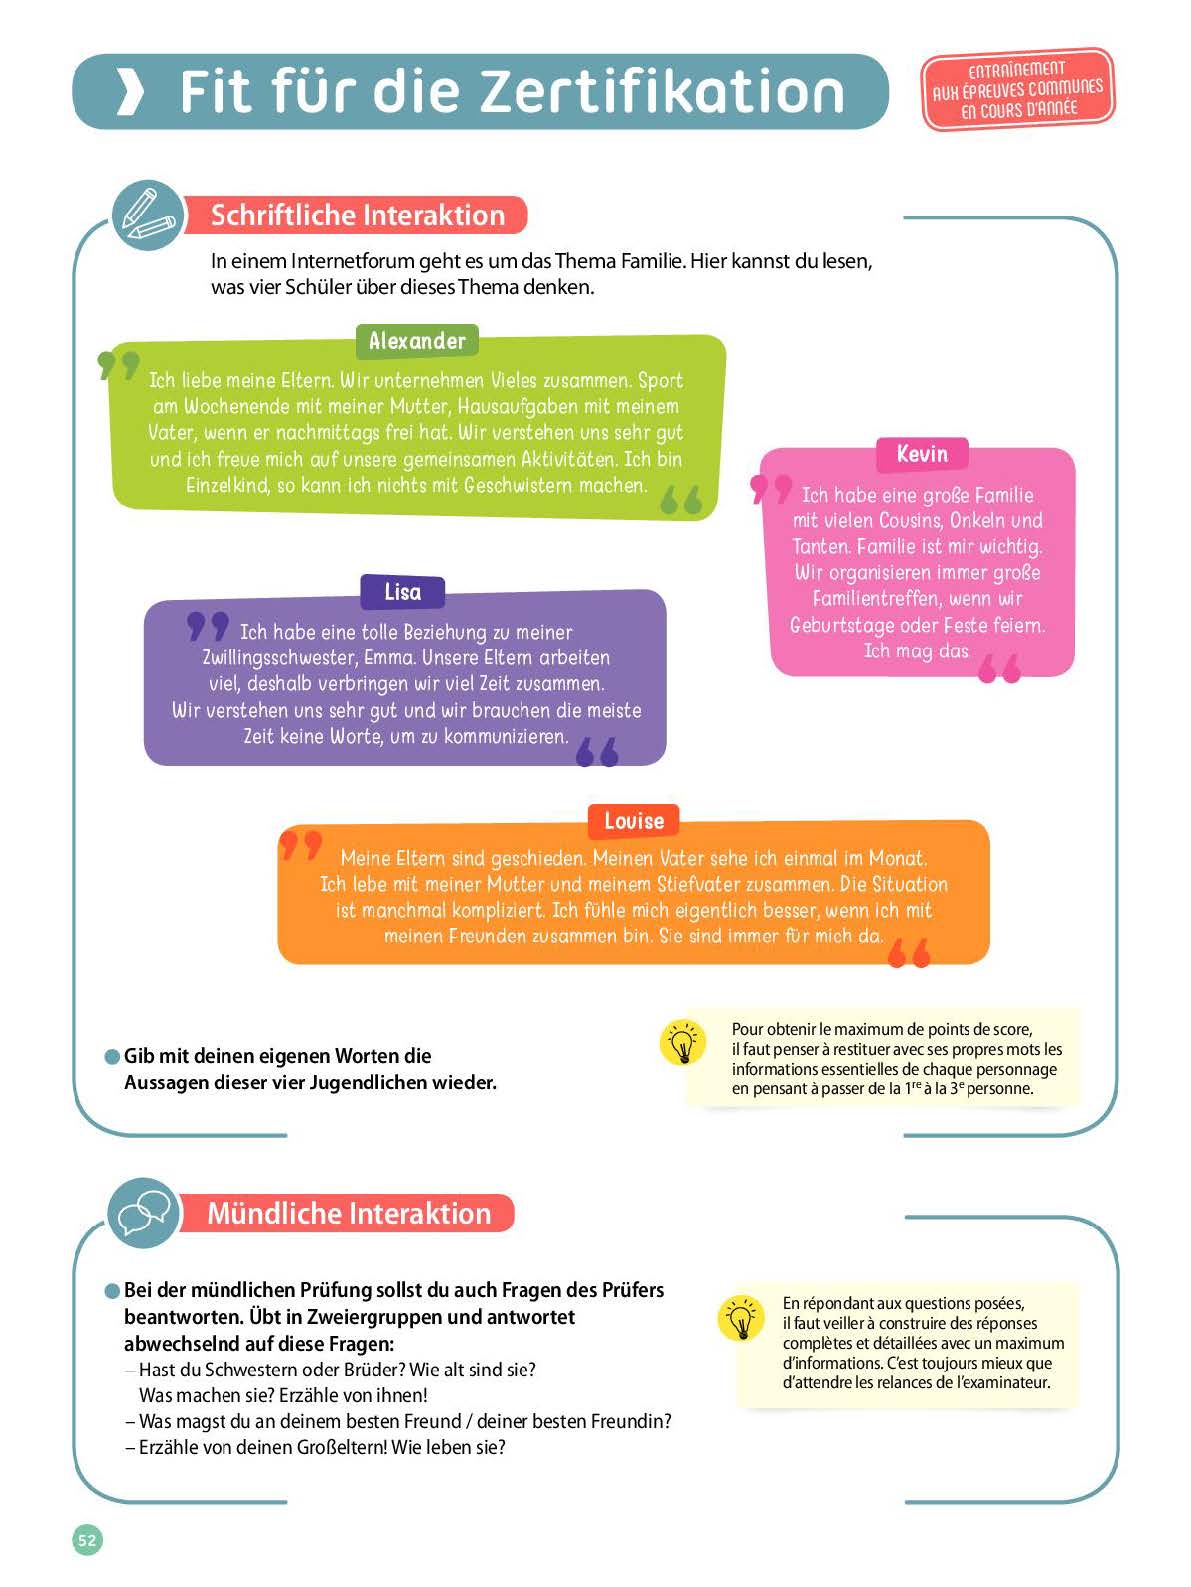 Fit für die Zertifikation
ENTRAÎNEMENT
AUX ÉPREUVES COMMUNES
EN COURS D'ANNÉE
Schriftliche Interaktion
In einem Internetforum geht es um das Thema Familie. Hier kannst du lesen,
was vier Schüler über dieses Thema denken.
Alexander
Ich liebe meine Eltern. Wir unternehmen Vieles zusammen. Sport
am Wochenende mit meiner Mutter, Hausaufgaben mit meinem
Vater, wenn er nachmittags frei hat. Wir verstehen uns sehr gut
und ich freue mich auf unsere gemeinsamen Aktivitäten. Ich bin
Einzelkind, so kann ich nichts mit Geschwistern machen.
Kevin
Ich habe eine große Familie
mit vielen Cousins, Onkeln und
Tanten. Familie ist mir wichtig.
Wir organisieren immer große
Familientreffen, wenn wir
Geburtstage oder Feste feiern.
Ich mag das.
Lisa
Ich habe eine tolle Beziehung zu meiner
Zwillingsschwester, Emma. Unsere Eltern arbeiten
viel, deshalb verbringen wir viel Zeit zusammen.
Wir verstehen uns sehr gut und wir brauchen die meiste
Zeit keine Worte, um zu kommunizieren.
Louise
Meine Eltern sind geschieden. Meinen Vater sehe ich einmal im Monat.
Ich lebe mit meiner Mutter und meinem Stiefvater zusammen. Die Situation
ist manchmal kompliziert. Ich fühle mich eigentlich besser, wenn ich mit
meinen Freunden zusammen bin. Sie sind immer für mich da.
● Gib mit deinen eigenen Worten die
Aussagen dieser vier Jugendlichen wieder.
Pour obtenir le maximum de points de score,
il faut penser à restituer avec ses propres mots les
informations essentielles de chaque personnage
en pensant à passer de la 1re à la 3e personne.
Mündliche Interaktion
● Bei der mündlichen Prüfung sollst du auch Fragen des Prüfers
beantworten. Übt in Zweiergruppen und antwortet
abwechselnd auf diese Fragen:
– Hast du Schwestern oder Brüder? Wie alt sind sie?
Was machen sie? Erzähle von ihnen!
– Was magst du an deinem besten Freund / deiner besten Freundin?
– Erzähle von deinen Großeltern! Wie leben sie?
En répondant aux questions posées,
il faut veiller à construire des réponses
complètes et détaillées avec un maximum
d'informations. C'est toujours mieux que
d'attendre les relances de l'examinateur.
52